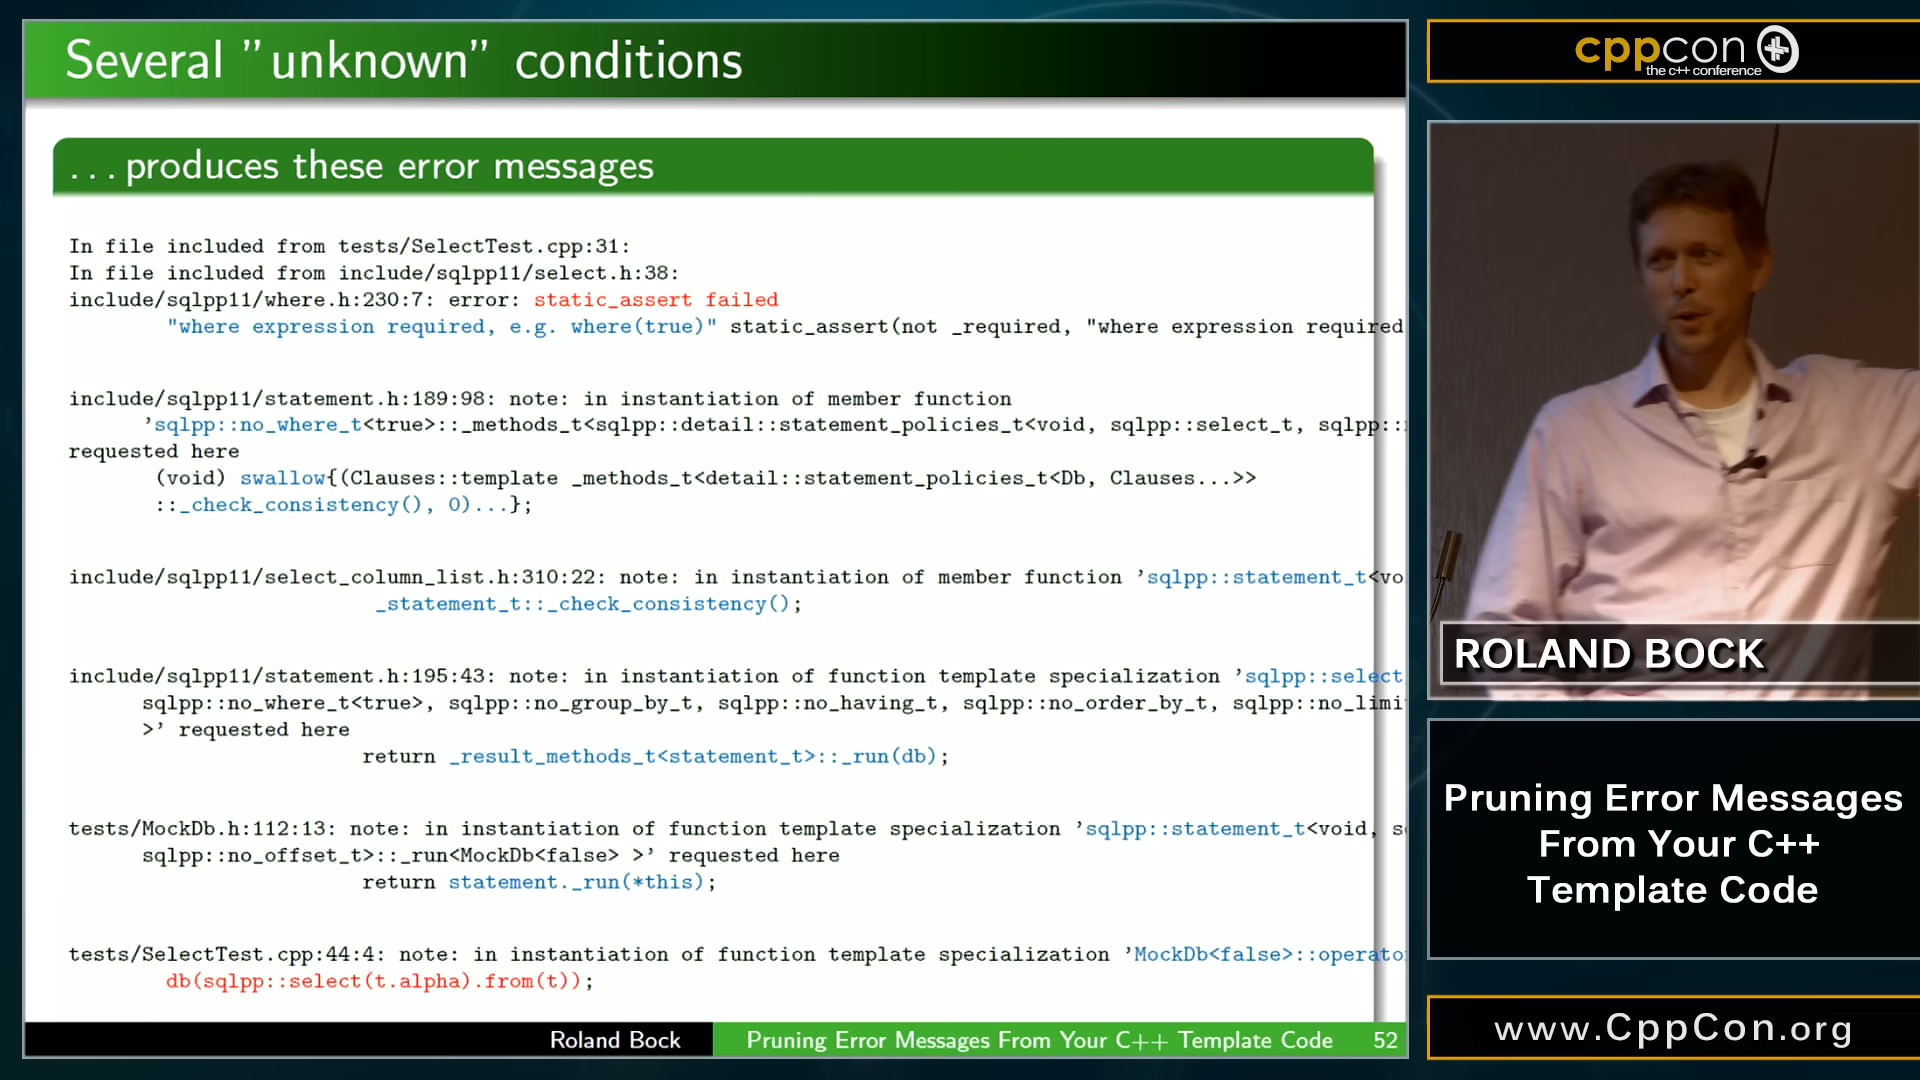 Several "unknown" conditions
... produces these error messages
In file included from tests/SelectTest.cpp:31:
In file included from include/sqlpp11/select.h:38:
include/sqlpp11/where.h:230:7: error: static_assert failed
"where expression required, e.g. where(true)" static_assert(not _required, "where expression required
include/sqlpp11/statement.h:189:98: note: in instantiation of member function
'sqlpp::no_where_t<true>::_methods_t<sqlpp::detail::statement_policies_t<void, sqlpp::select_t, sqlpp::
requested here
(void) swallow{(Clauses::template _methods_t<detail::statement_policies_t<Db, Clauses...>>
::_check_consistency(), 0)...};
include/sqlpp11/select_column_list.h:310:22: note: in instantiation of member function 'sqlpp::statement_t<vo
_statement_t::_check_consistency();
include/sqlpp11/statement.h:195:43: note: in instantiation of function template specialization 'sqlpp::select
sqlpp::no_where_t<true>, sqlpp::no_group_by_t, sqlpp::no_having_t, sqlpp::no_order_by_t, sqlpp::no_limi
>' requested here
return _result_methods_t<statement_t>::_run(db);
tests/MockDb.h:112:13: note: in instantiation of function template specialization 'sqlpp::statement_t<void, s
sqlpp::no_offset_t>::_run<MockDb<false> >' requested here
return statement._run(*this);
tests/SelectTest.cpp:44:4: note: in instantiation of function template specialization 'MockDb<false>::operato
db(sqlpp::select(t.alpha).from(t));
Roland Bock
Pruning Error Messages From Your C++ Template Code
52
cppcon
the c++ conference
ROLAND BOCK
Pruning Error Messages
From Your C++
Template Code
www.CppCon.org